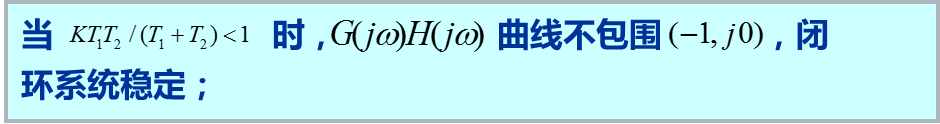 当 KT₁T₂ / (T₁ + T₂) < 1 时，G(jω)H(jω) 曲线不包围 (−1, j0)，闭
环系统稳定；